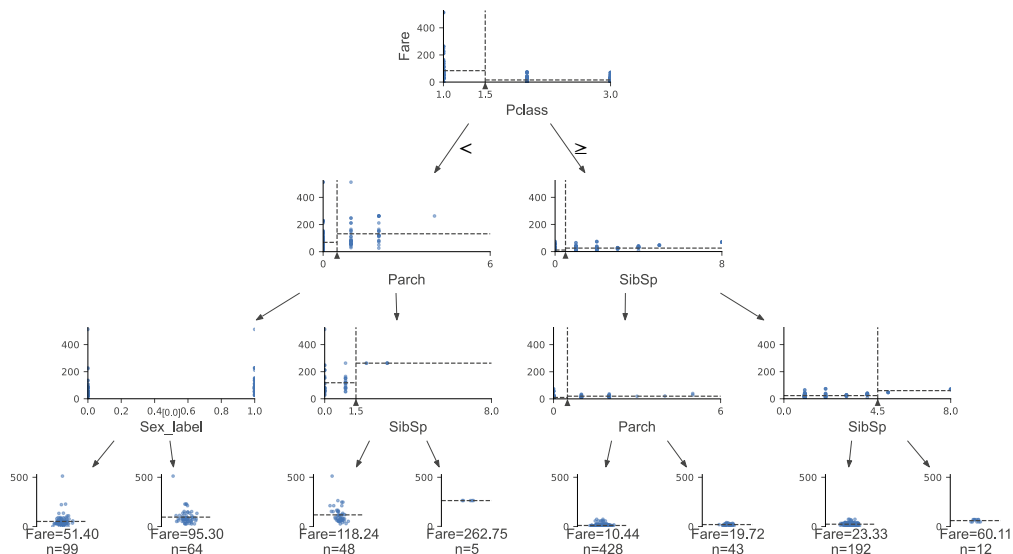 Fare
400
200
0
1.0 1.5 3.0
Pclass
< ≥
400
200
0
0 6
Parch
400
200
0
0 8
SibSp
400
200
0
0.0 0.2 0.4 0.6 0.8 1.0
[0.0]
Sex_label
400
200
0
0.0 1.5 8.0
SibSp
400
200
0
0 6
Parch
400
200
0
0.0 4.5 8.0
SibSp
500
0
Fare=51.40
n=99
500
0
Fare=95.30
n=64
500
0
Fare=118.24
n=48
500
0
Fare=262.75
n=5
500
0
Fare=10.44
n=428
500
0
Fare=19.72
n=43
500
0
Fare=23.33
n=192
500
0
Fare=60.11
n=12